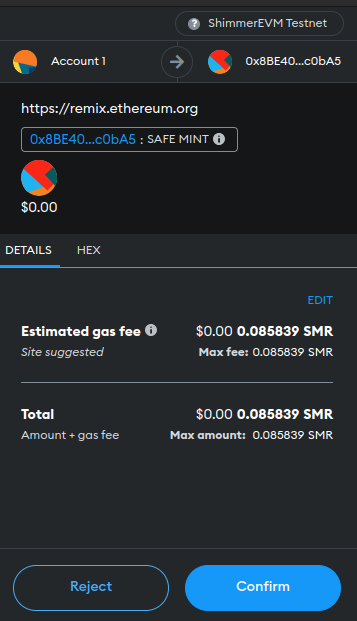 ShimmerEVM Testnet
Account 1 0x8BE40...c0bA5
https://remix.ethereum.org
0x8BE40...c0bA5 : SAFE MINT
$0.00
DETAILS HEX
EDIT
Estimated gas fee $0.00 0.085839 SMR
Site suggested Max fee: 0.085839 SMR
Total $0.00 0.085839 SMR
Amount + gas fee Max amount: 0.085839 SMR
Reject Confirm